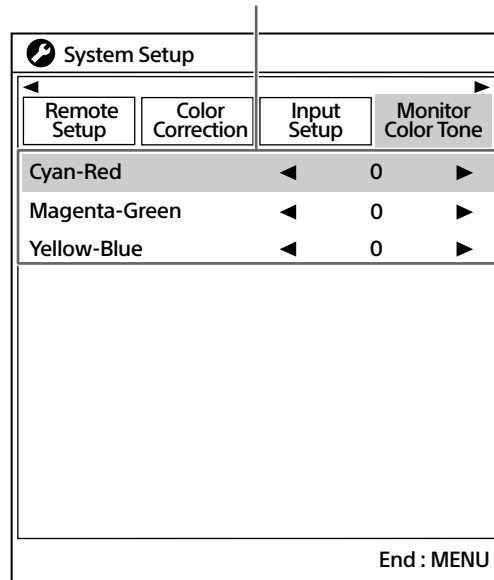 System Setup
◄ ►
Remote Setup
Color Correction
Input Setup
Monitor Color Tone
Cyan-Red ◄ 0 ►
Magenta-Green ◄ 0 ►
Yellow-Blue ◄ 0 ►
End : MENU